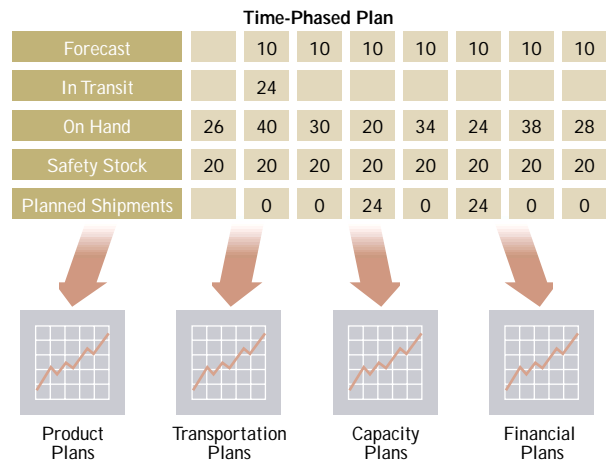 Time-Phased Plan
Forecast 10 10 10 10 10 10 10
In Transit 24
On Hand 26 40 30 20 34 24 38 28
Safety Stock 20 20 20 20 20 20 20 20
Planned Shipments 0 0 24 0 24 0 0
Product Transportation Capacity Financial
Plans Plans Plans Plans